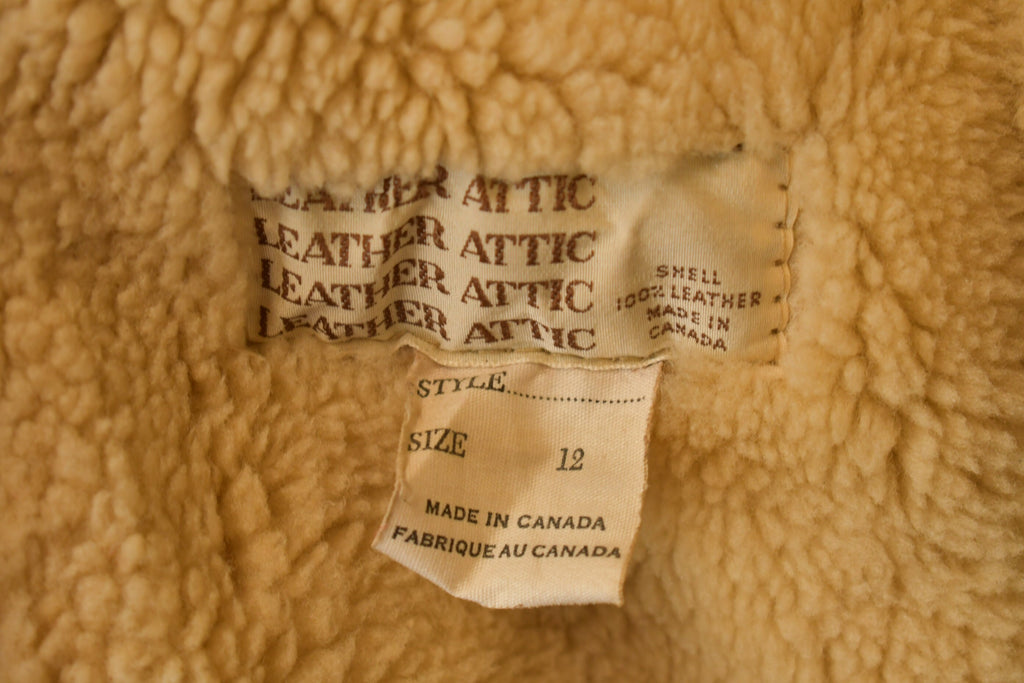 LEATHER ATTIC
LEATHER ATTIC
LEATHER ATTIC
LEATHER ATTIC
SHELL
100% LEATHER
MADE IN
CANADA
STYLE..........................
SIZE 12
MADE IN CANADA
FABRIQUE AU CANADA